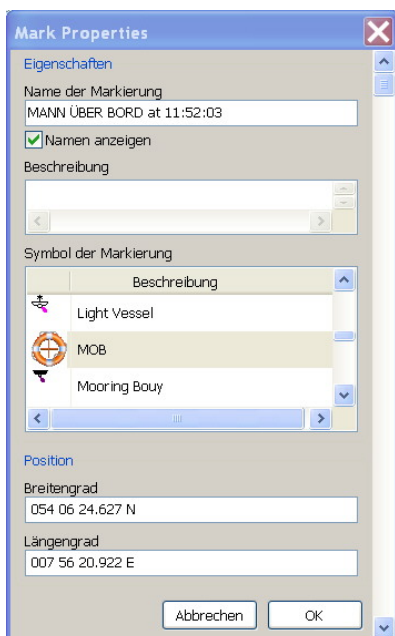 Mark Properties
Eigenschaften
Name der Markierung
MANN ÜBER BORD at 11:52:03
Namen anzeigen
Beschreibung
Symbol der Markierung
Beschreibung
Light Vessel
MOB
Mooring Bouy
Position
Breitengrad
054 06 24.627 N
Längengrad
007 56 20.922 E
Abbrechen OK